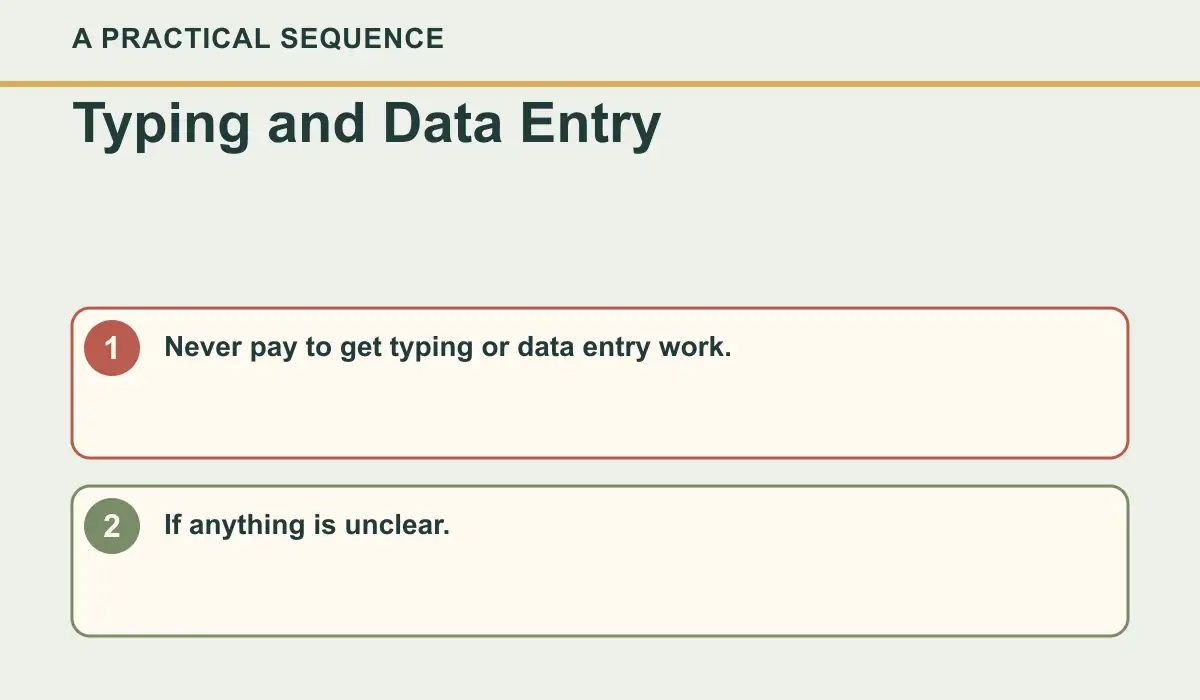 A PRACTICAL SEQUENCE
Typing and Data Entry
1 Never pay to get typing or data entry work.
2 If anything is unclear.